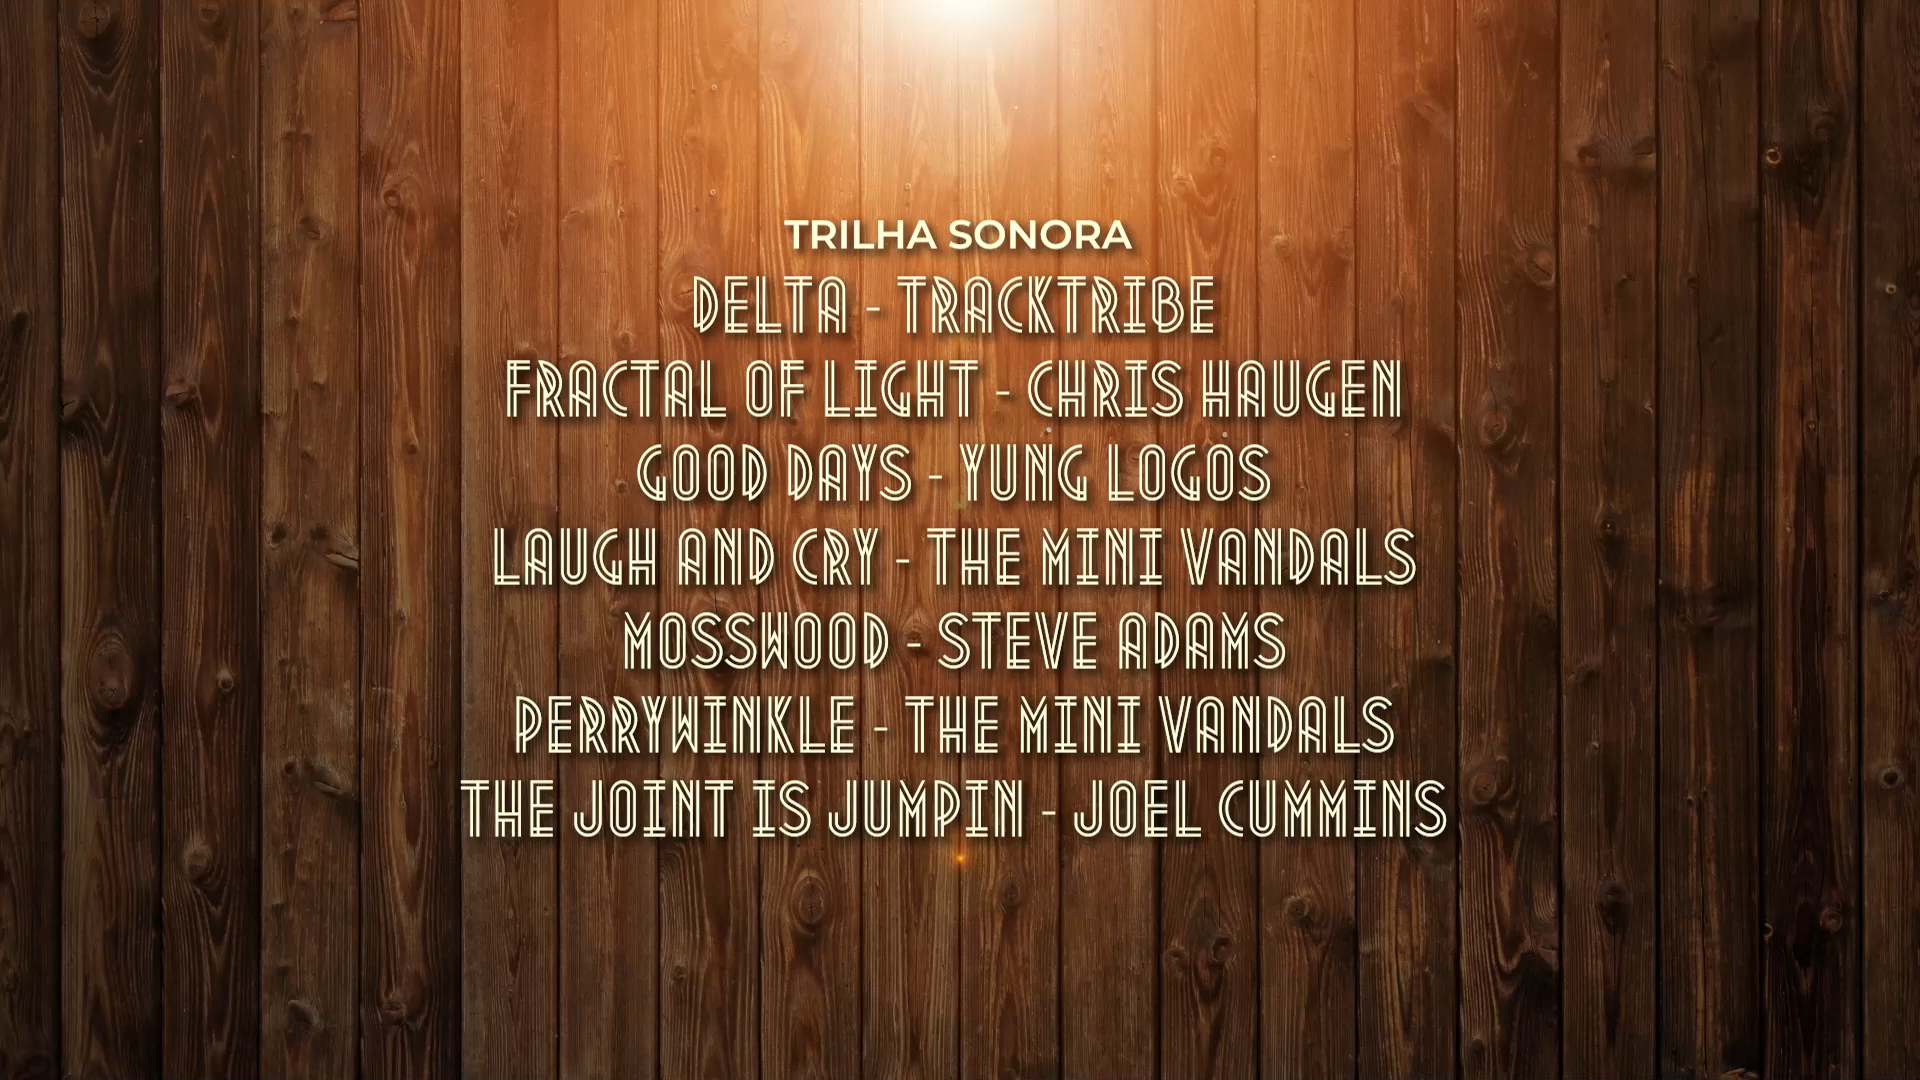 TRILHA SONORA
DELTA - TRACKTRIBE
FRACTAL OF LIGHT - CHRIS HAUGEN
GOOD DAYS - YUNG LOGOS
LAUGH AND CRY - THE MINI VANDALS
MOSSWOOD - STEVE ADAMS
PERRYWINKLE - THE MINI VANDALS
THE JOINT IS JUMPIN - JOEL CUMMINS